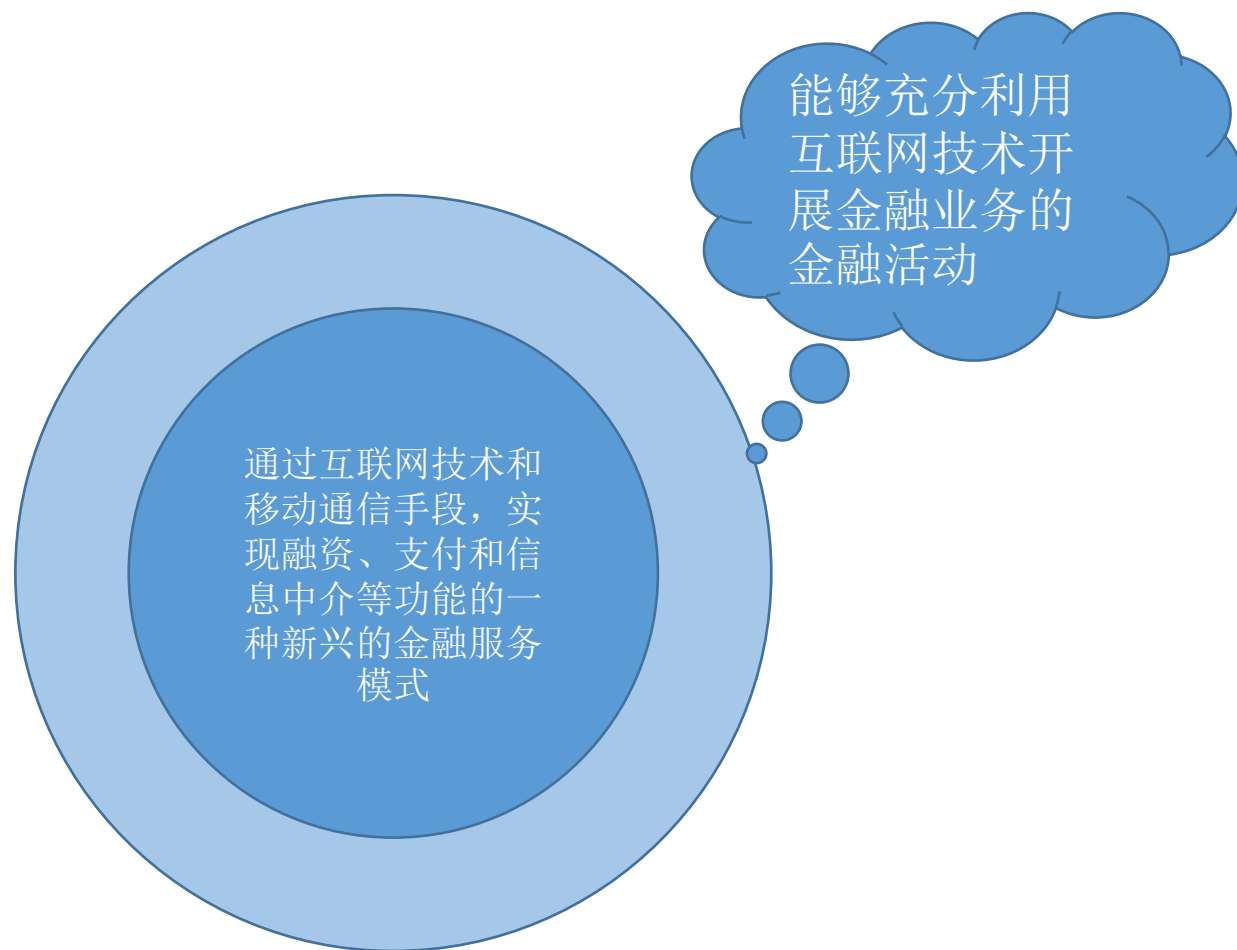 能够充分利用
互联网技术开
展金融业务的
金融活动
通过互联网技术和
移动通信手段，实
现融资、支付和信
息中介等功能的一
种新兴的金融服务
模式